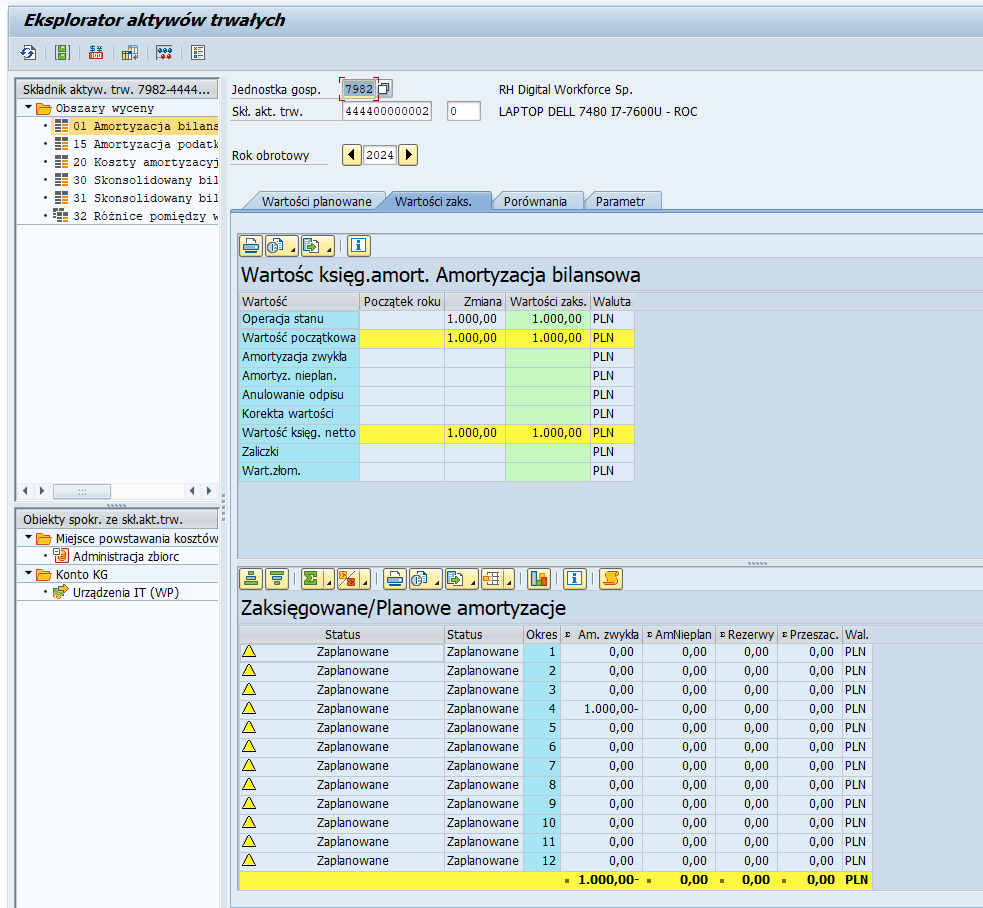 Eksplorator aktywów trwałych
Składnik aktyw. trw. 7982-4444...
Obszary wyceny
01 Amortyzacja bilans
15 Amortyzacja podatk
20 Koszty amortyzacyj
30 Skonsolidowany bil
31 Skonsolidowany bil
32 Różnice pomiędzy w
Obiekty spokr. ze skł.akt.trw.
Miejsce powstawania kosztów
Administracja zbiorc
Konto KG
Urządzenia IT (WP)
Jednostka gosp. 7982 RH Digital Workforce Sp.
Skł. akt. trw. 444400000002 0 LAPTOP DELL 7480 I7-7600U - ROC
Rok obrotowy 2024
Wartości planowane Wartości zaks. Porównania Parametr
Wartośc księg.amort. Amortyzacja bilansowa
Wartość Początek roku Zmiana Wartości zaks. Waluta
Operacja stanu 1.000,00 1.000,00 PLN
Wartość początkowa 1.000,00 1.000,00 PLN
Amortyzacja zwykła PLN
Amortyz. nieplan. PLN
Anulowanie odpisu PLN
Korekta wartości PLN
Wartość księg. netto 1.000,00 1.000,00 PLN
Zaliczki PLN
Wart.złom. PLN
Zaksięgowane/Planowe amortyzacje
Status Status Okres Σ Am. zwykła Σ AmNieplan Σ Rezerwy Σ Przeszac. Wal.
Zaplanowane Zaplanowane 1 0,00 0,00 0,00 0,00 PLN
Zaplanowane Zaplanowane 2 0,00 0,00 0,00 0,00 PLN
Zaplanowane Zaplanowane 3 0,00 0,00 0,00 0,00 PLN
Zaplanowane Zaplanowane 4 1.000,00- 0,00 0,00 0,00 PLN
Zaplanowane Zaplanowane 5 0,00 0,00 0,00 0,00 PLN
Zaplanowane Zaplanowane 6 0,00 0,00 0,00 0,00 PLN
Zaplanowane Zaplanowane 7 0,00 0,00 0,00 0,00 PLN
Zaplanowane Zaplanowane 8 0,00 0,00 0,00 0,00 PLN
Zaplanowane Zaplanowane 9 0,00 0,00 0,00 0,00 PLN
Zaplanowane Zaplanowane 10 0,00 0,00 0,00 0,00 PLN
Zaplanowane Zaplanowane 11 0,00 0,00 0,00 0,00 PLN
Zaplanowane Zaplanowane 12 0,00 0,00 0,00 0,00 PLN
1.000,00- 0,00 0,00 0,00 PLN